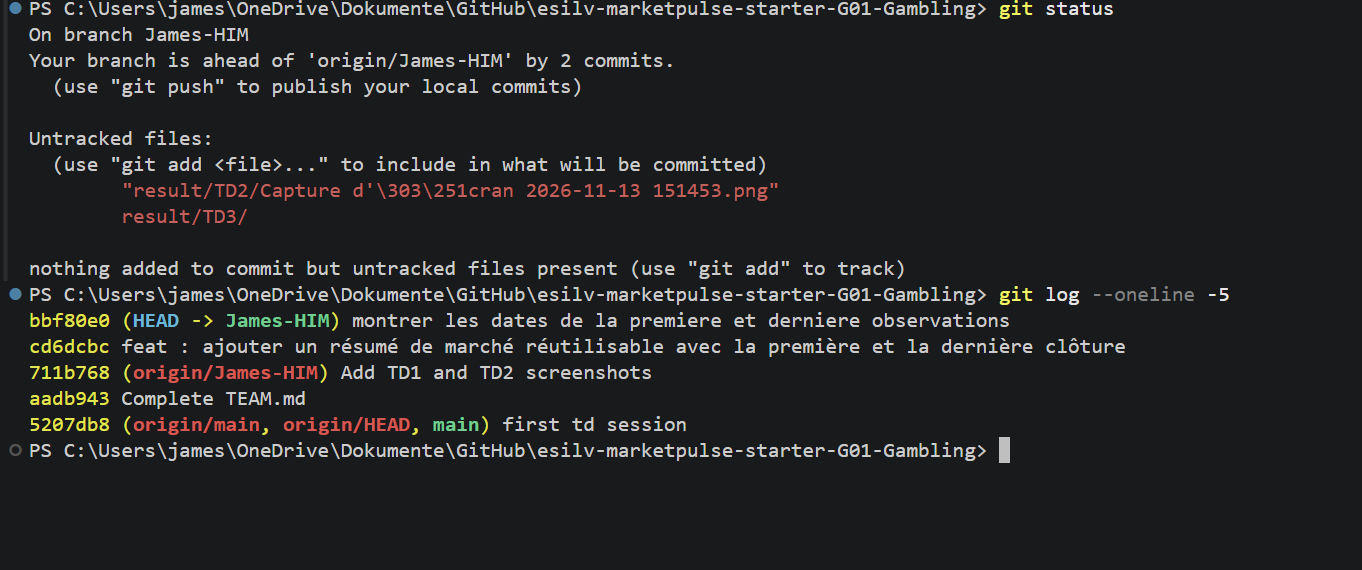 PS C:\Users\james\OneDrive\Dokumente\GitHub\esilv-marketpulse-starter-G01-Gambling> git status
On branch James-HIM
Your branch is ahead of 'origin/James-HIM' by 2 commits.
  (use "git push" to publish your local commits)

Untracked files:
  (use "git add <file>..." to include in what will be committed)
        "result/TD2/Capture d'\303\251cran 2026-11-13 151453.png"
        result/TD3/

nothing added to commit but untracked files present (use "git add" to track)
PS C:\Users\james\OneDrive\Dokumente\GitHub\esilv-marketpulse-starter-G01-Gambling> git log --oneline -5
bbf80e0 (HEAD -> James-HIM) montrer les dates de la premiere et derniere observations
cd6dcbc feat : ajouter un résumé de marché réutilisable avec la première et la dernière clôture
711b768 (origin/James-HIM) Add TD1 and TD2 screenshots
aadb943 Complete TEAM.md
5207db8 (origin/main, origin/HEAD, main) first td session
PS C:\Users\james\OneDrive\Dokumente\GitHub\esilv-marketpulse-starter-G01-Gambling>